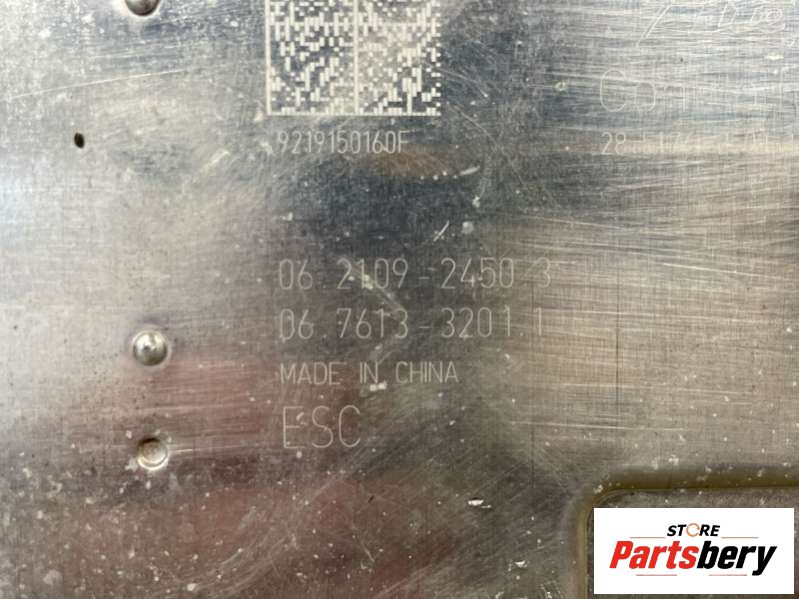 9219150160F
06.2109-2450.3
06.7613-3201.1
MADE IN CHINA
ESC
STORE
Partsbery